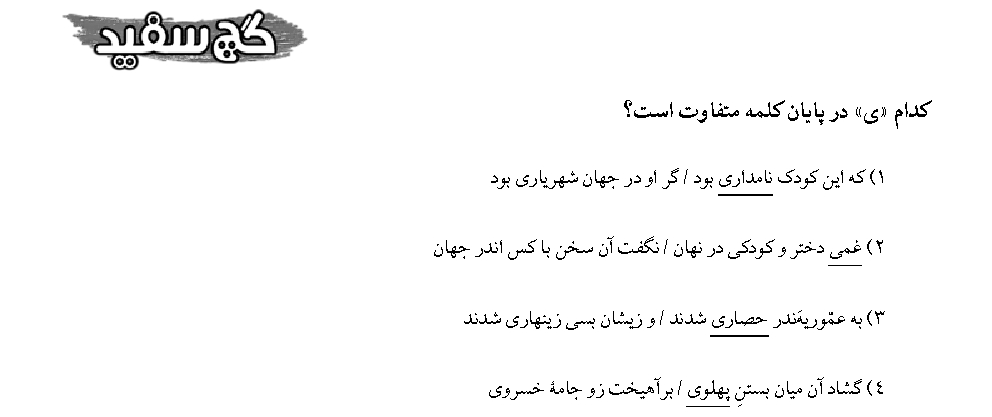 گچ سفید
کدام «ی» در پایان کلمه متفاوت است؟
۱) که این کودک نامداری بود / گر او در جهان شهریاری بود
۲) غمی دختر و کودکی در نهان / نگفت آن سخن با کس اندر جهان
۳) به عمّوریه‌َندر حصاری شدند / و زیشان بسی زینهاری شدند
٤) گشاد آن میان بستنِ پهلوی / برآهیخت زو جامهٔ خسروی